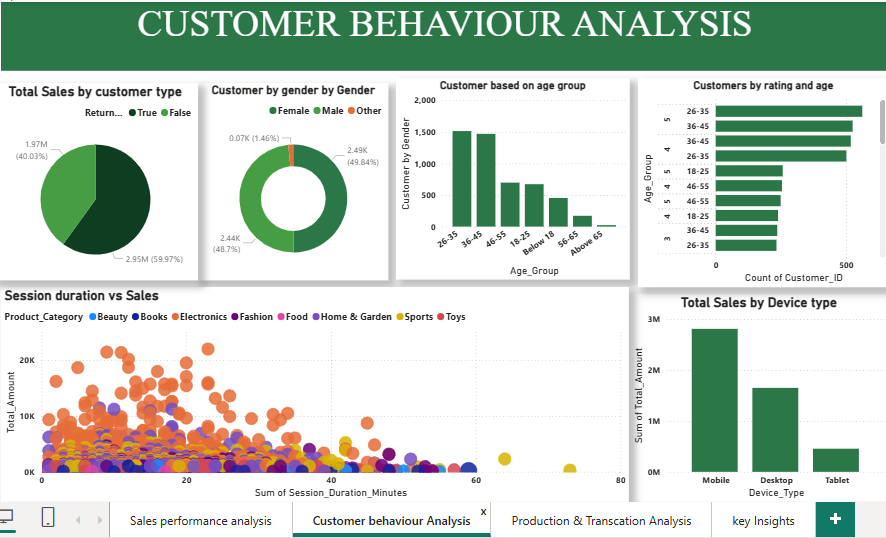 CUSTOMER BEHAVIOUR ANALYSIS
Total Sales by customer type
Return... True False
1.97M
(40.03%)
2.95M (59.97%)
Customer by gender by Gender
Female Male Other
0.07K (1.46%)
2.49K
(49.84%)
2.44K
(48.7%)
Customer based on age group
Customer by Gender
2,000
1,500
1,000
500
0
26-35
36-45
46-55
18-25
Below 18
56-65
Above 65
Age_Group
Customers by rating and age
Age_Group
5
26-35
36-45
4
36-45
26-35
5
18-25
4
46-55
5
46-55
4
18-25
3
36-45
26-35
0 500
Count of Customer_ID
Session duration vs Sales
Product_Category Beauty Books Electronics Fashion Food Home & Garden Sports Toys
Total_Amount
20K
10K
0K
0 20 40 60 80
Sum of Session_Duration_Minutes
Total Sales by Device type
Sum of Total_Amount
3M
2M
1M
0M
Mobile Desktop Tablet
Device_Type
Sales performance analysis
Customer behaviour Analysis
x
Production & Transcation Analysis
key Insights
+